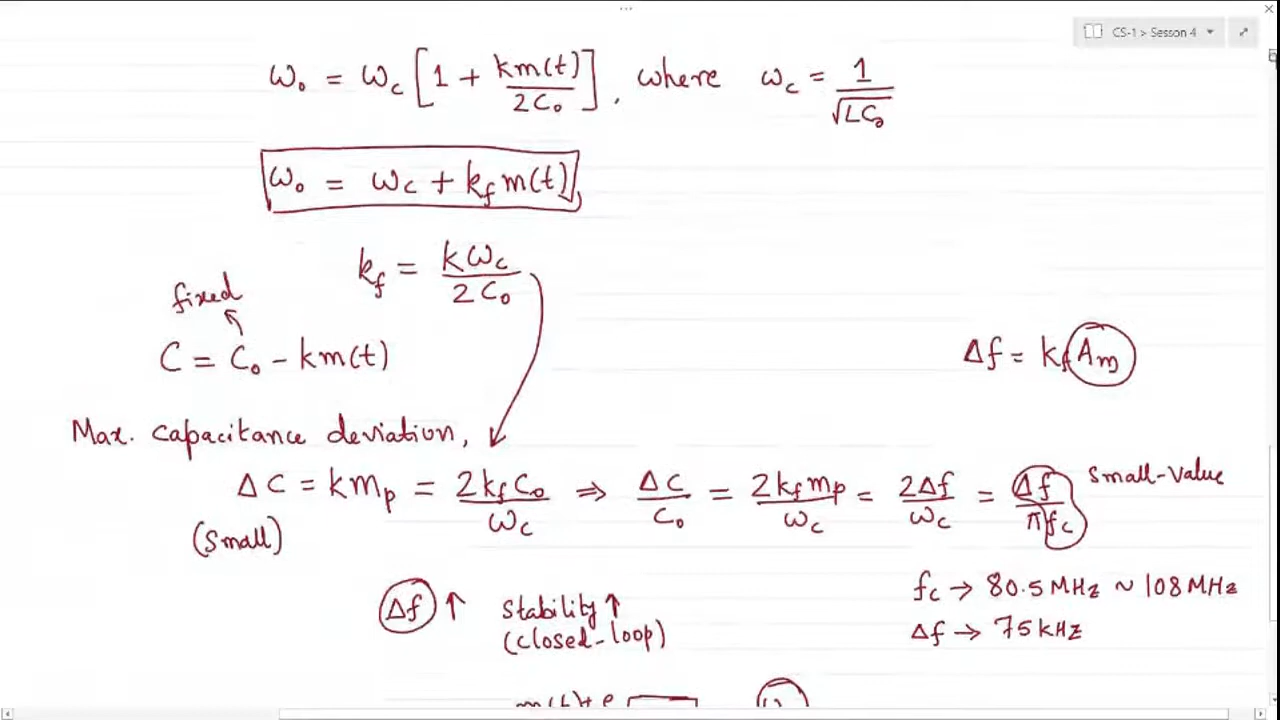 CS-1 > Sesson 4
ω₀ = ω_c [1 + km(t)/2C₀], where ω_c = 1/√LC₀
ω₀ = ω_c + k_f m(t)
k_f = kω_c/2C₀
fixed
C = C₀ - km(t)
Δf = k_f A_m
Max. capacitance deviation,
ΔC = km_p = 2k_f C₀/ω_c ⇒ ΔC/C₀ = 2k_f m_p/ω_c = 2Δf/ω_c = Δf/πf_c small-value
(small)
f_c → 80.5 MHz ~ 108 MHz
Δf ↑ stability ↑
(closed-loop)
Δf → 75 kHz